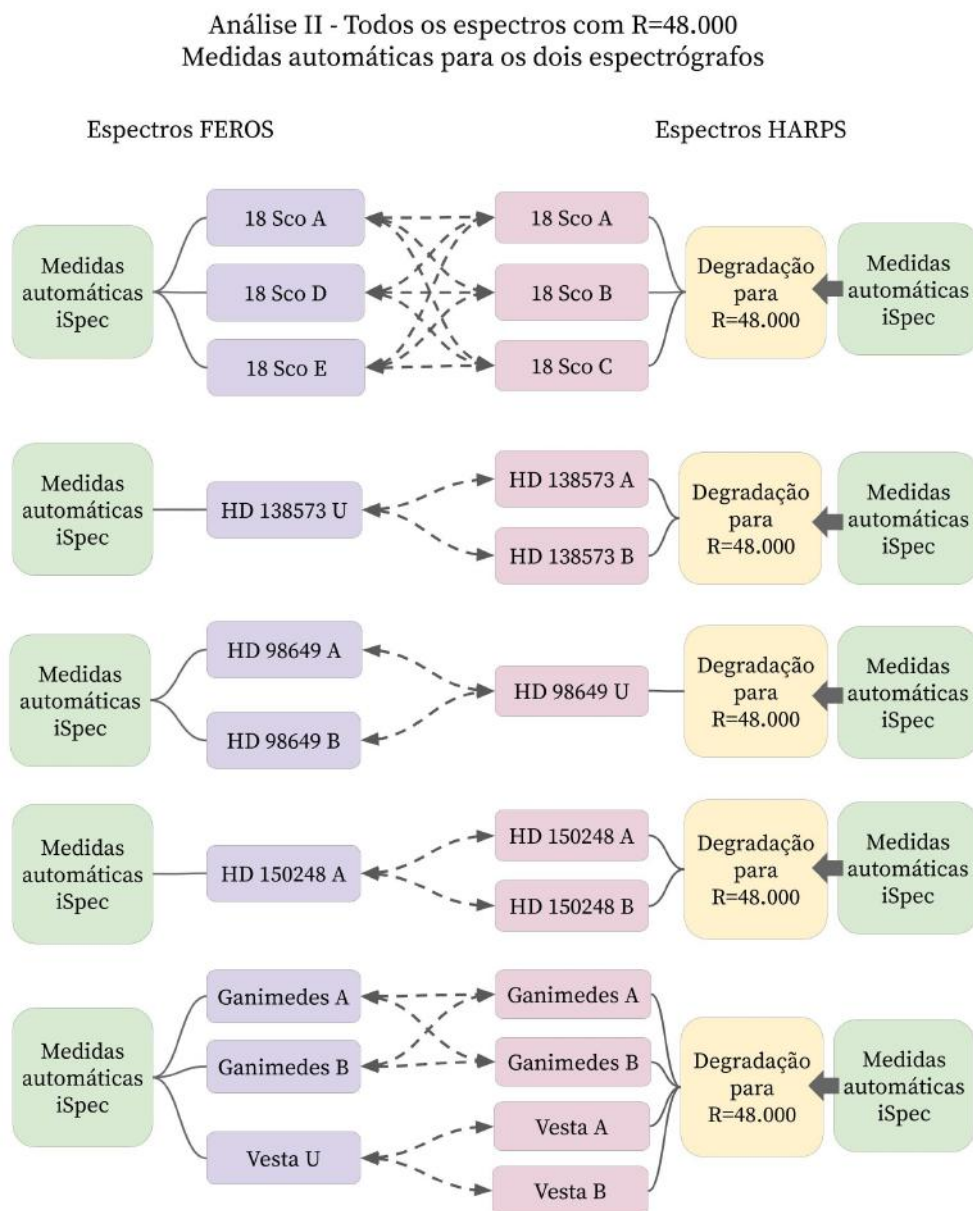 Análise II - Todos os espectros com R=48.000
Medidas automáticas para os dois espectrógrafos
Espectros FEROS
Espectros HARPS
Medidas
automáticas
iSpec
18 Sco A
18 Sco D
18 Sco E
18 Sco A
18 Sco B
18 Sco C
Degradação
para
R=48.000
Medidas
automáticas
iSpec
Medidas
automáticas
iSpec
HD 138573 U
HD 138573 A
HD 138573 B
Degradação
para
R=48.000
Medidas
automáticas
iSpec
Medidas
automáticas
iSpec
HD 98649 A
HD 98649 B
HD 98649 U
Degradação
para
R=48.000
Medidas
automáticas
iSpec
Medidas
automáticas
iSpec
HD 150248 A
HD 150248 A
HD 150248 B
Degradação
para
R=48.000
Medidas
automáticas
iSpec
Medidas
automáticas
iSpec
Ganimedes A
Ganimedes B
Vesta U
Ganimedes A
Ganimedes B
Vesta A
Vesta B
Degradação
para
R=48.000
Medidas
automáticas
iSpec